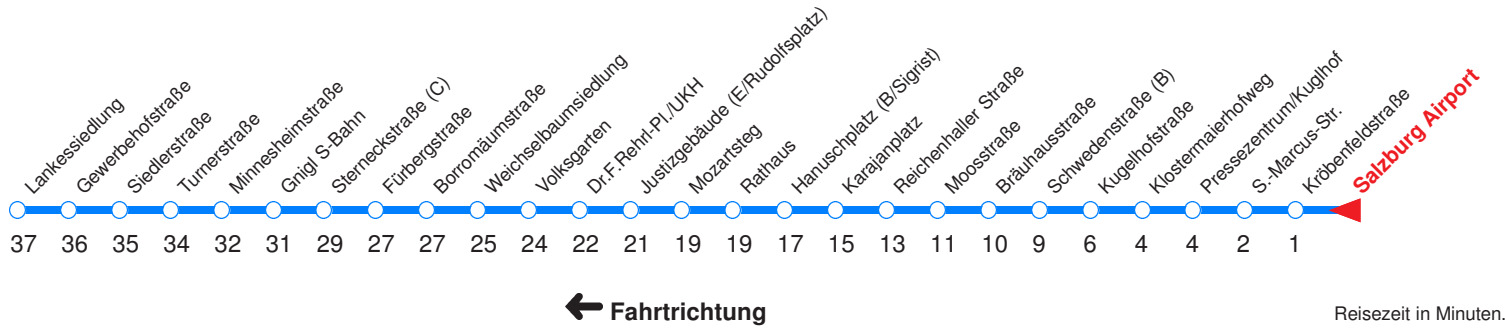 Lankessiedlung
Gewerbehofstraße
Siedlerstraße
Turnerstraße
Minnesheimstraße
Gnigl S-Bahn
Sterneckstraße (C)
Fürbergstraße
Borromäumstraße
Weichselbaumsiedlung
Volksgarten
Dr.F.Rehrl-Pl./UKH
Justizgebäude (E/Rudolfsplatz)
Mozartsteg
Rathaus
Hanuschplatz (B/Sigrist)
Karajanplatz
Reichenhaller Straße
Moosstraße
Bräuhausstraße
Schwedenstraße (B)
Kugelhofstraße
Klostermaierhofweg
Pressezentrum/Kuglhof
S.-Marcus-Str.
Kröbenfeldstraße
Salzburg Airport
37 36 35 34 32 31 29 27 27 25 24 22 21 19 19 17 15 13 11 10 9 6 4 4 2 1
Fahrtrichtung
Reisezeit in Minuten.